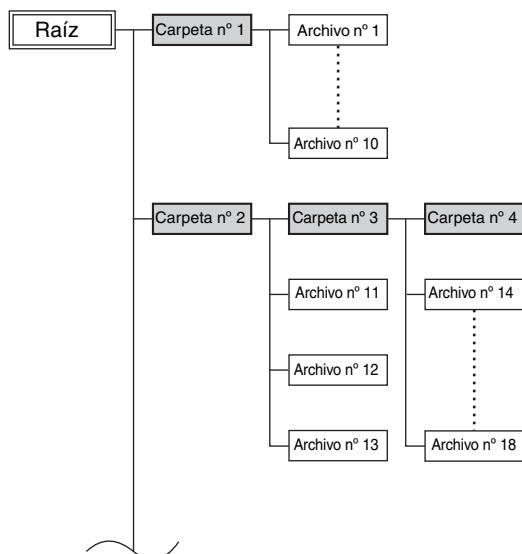 Raíz
Carpeta nº 1
Archivo nº 1
Archivo nº 10
Carpeta nº 2
Carpeta nº 3
Carpeta nº 4
Archivo nº 11
Archivo nº 14
Archivo nº 12
Archivo nº 13
Archivo nº 18